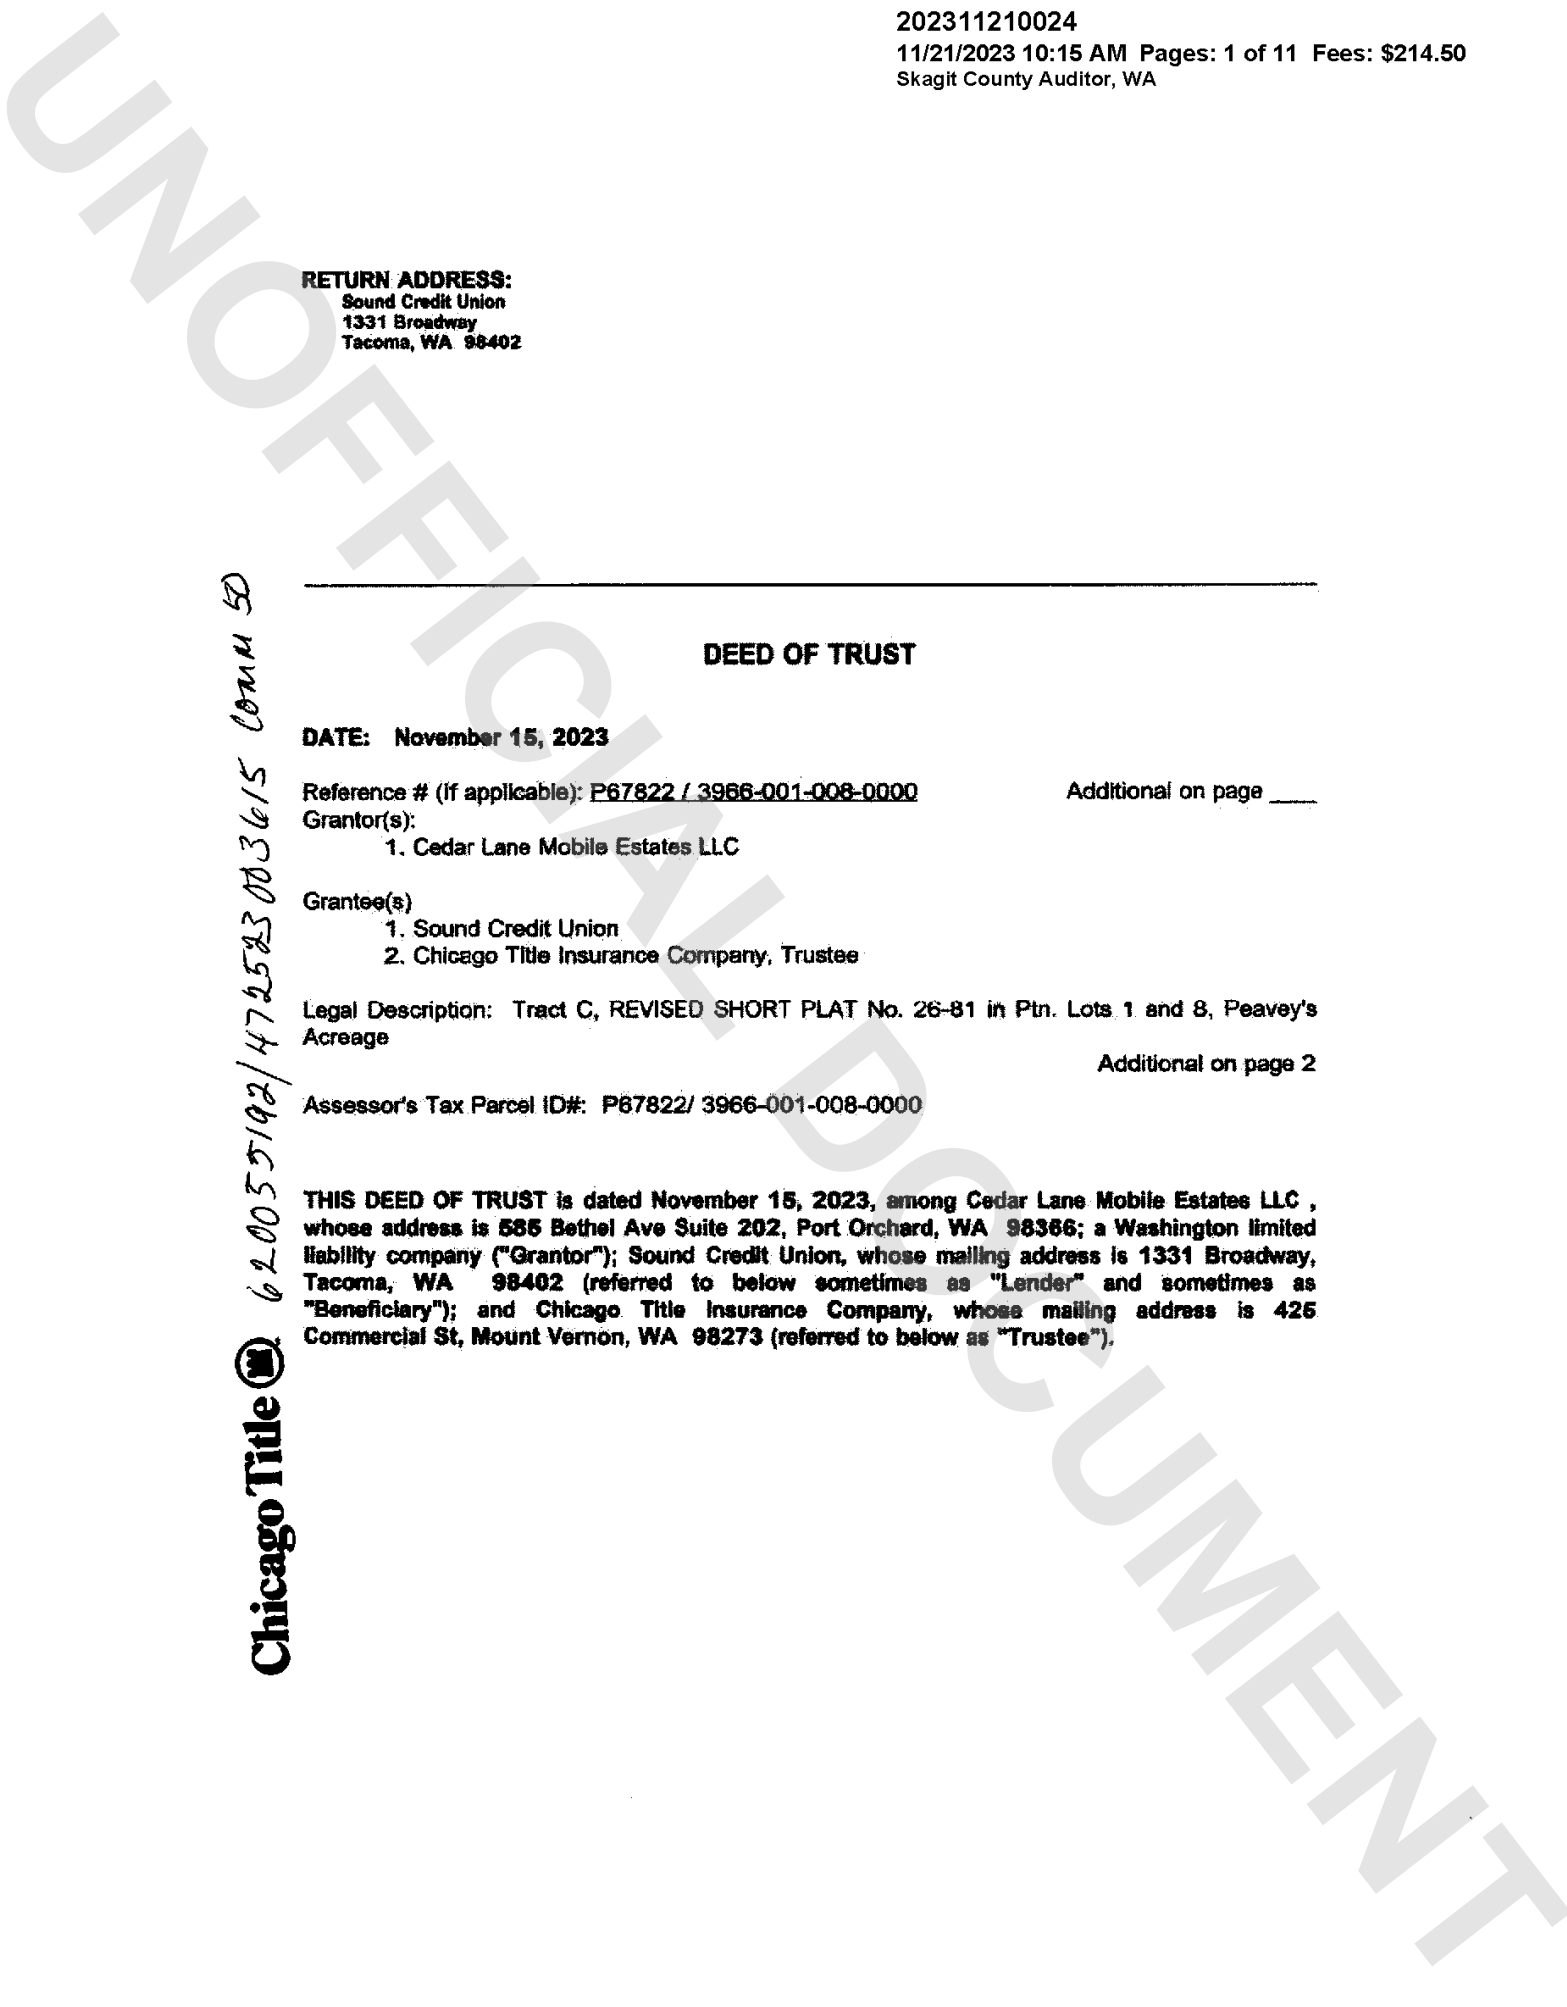 202311210024
11/21/2023 10:15 AM Pages: 1 of 11 Fees: $214.50
Skagit County Auditor, WA
RETURN ADDRESS:
Sound Credit Union
1331 Broadway
Tacoma, WA 98402
DEED OF TRUST
DATE: November 15, 2023
Reference # (if applicable): P67822 / 3966-001-008-0000 Additional on page ____
Grantor(s):
1. Cedar Lane Mobile Estates LLC
Grantee(s)
1. Sound Credit Union
2. Chicago Title Insurance Company, Trustee
Legal Description: Tract C, REVISED SHORT PLAT No. 26-81 in Ptn. Lots 1 and 8, Peavey's
Acreage
Additional on page 2
Assessor's Tax Parcel ID#: P67822/ 3966-001-008-0000
THIS DEED OF TRUST is dated November 15, 2023, among Cedar Lane Mobile Estates LLC ,
whose address is 585 Bethel Ave Suite 202, Port Orchard, WA 98366; a Washington limited
liability company ("Grantor"); Sound Credit Union, whose mailing address is 1331 Broadway,
Tacoma, WA 98402 (referred to below sometimes as "Lender" and sometimes as
"Beneficiary"); and Chicago Title Insurance Company, whose mailing address is 425
Commercial St, Mount Vernon, WA 98273 (referred to below as "Trustee").
Chicago Title 620055192/472523003615 COMM SD
UNOFFICIAL DOCUMENT